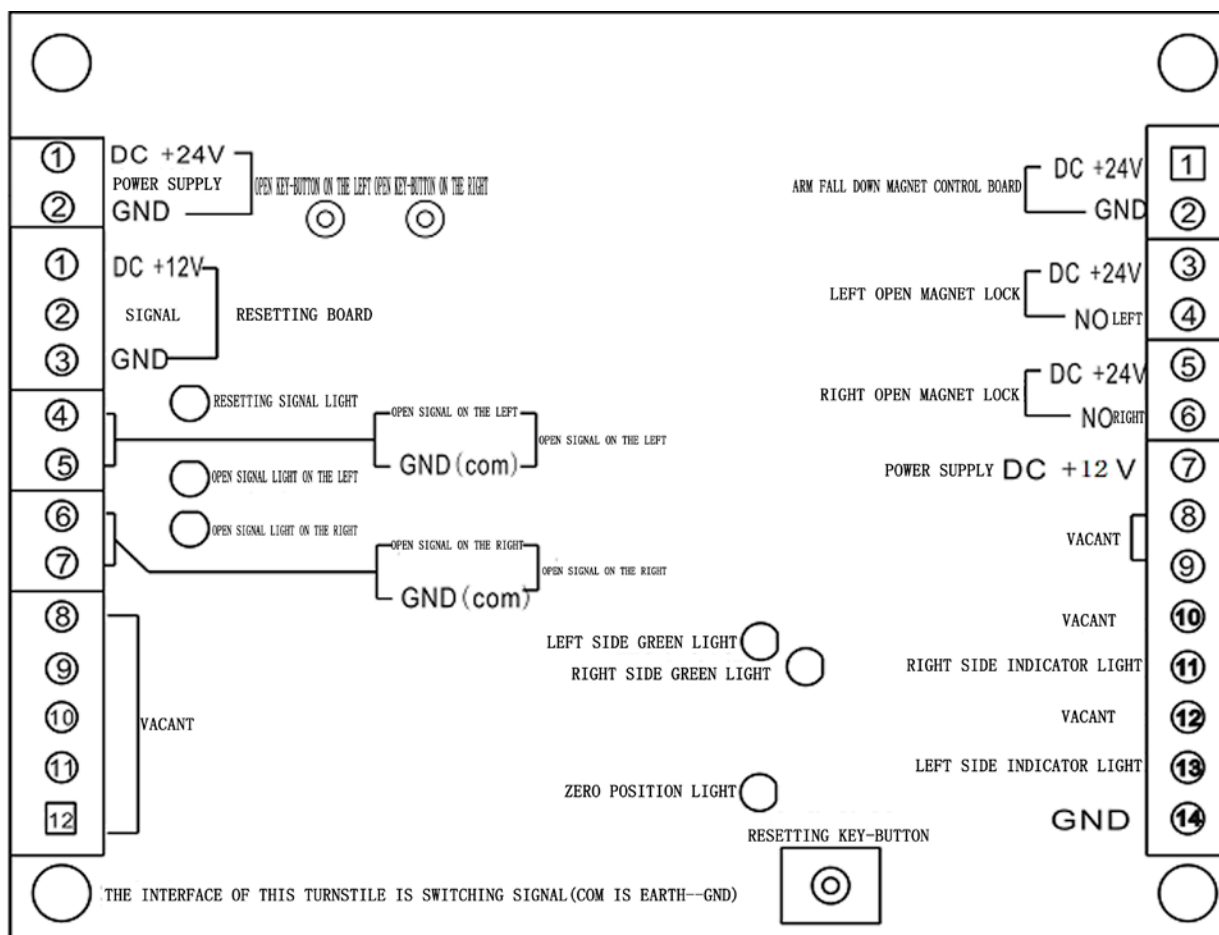 1 DC +24V
POWER SUPPLY
2 GND
OPEN KEY-BUTTON ON THE LEFT OPEN KEY-BUTTON ON THE RIGHT
1 DC +12V
2 SIGNAL
RESETTING BOARD
3 GND
RESETTING SIGNAL LIGHT
4
5
OPEN SIGNAL ON THE LEFT
GND(com)
OPEN SIGNAL ON THE LEFT
OPEN SIGNAL LIGHT ON THE LEFT
6
7
OPEN SIGNAL LIGHT ON THE RIGHT
OPEN SIGNAL ON THE RIGHT
GND(com)
OPEN SIGNAL ON THE RIGHT
8
9
10
11
12
VACANT
LEFT SIDE GREEN LIGHT
RIGHT SIDE GREEN LIGHT
ZERO POSITION LIGHT
RESETTING KEY-BUTTON
THE INTERFACE OF THIS TURNSTILE IS SWITCHING SIGNAL(COM IS EARTH--GND)
ARM FALL DOWN MAGNET CONTROL BOARD
DC +24V 1
GND 2
LEFT OPEN MAGNET LOCK
DC +24V 3
NO LEFT 4
RIGHT OPEN MAGNET LOCK
DC +24V 5
NO RIGHT 6
POWER SUPPLY DC +12 V 7
VACANT
8
9
VACANT 10
RIGHT SIDE INDICATOR LIGHT 11
VACANT 12
LEFT SIDE INDICATOR LIGHT 13
GND 14